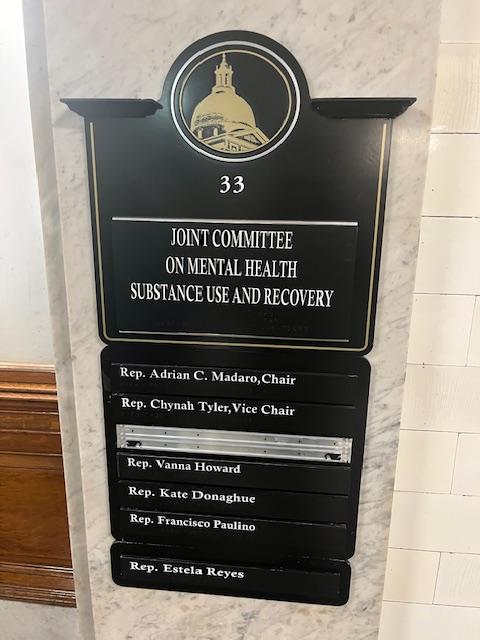 33
JOINT COMMITTEE
ON MENTAL HEALTH
SUBSTANCE USE AND RECOVERY
Rep. Adrian C. Madaro,Chair
Rep. Chynah Tyler,Vice Chair
Rep. Vanna Howard
Rep. Kate Donaghue
Rep. Francisco Paulino
Rep. Estela Reyes